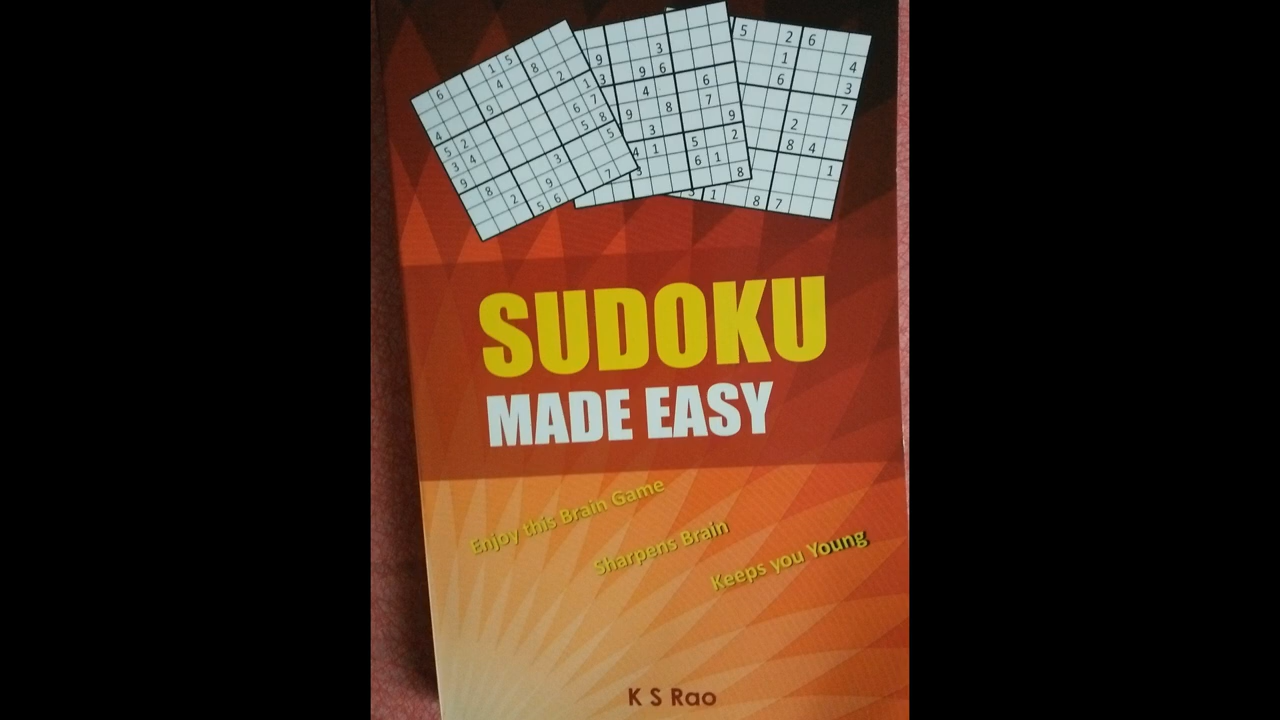 SUDOKU
MADE EASY
Enjoy this Brain Game
Sharpens Brain
Keeps you Young
K S Rao